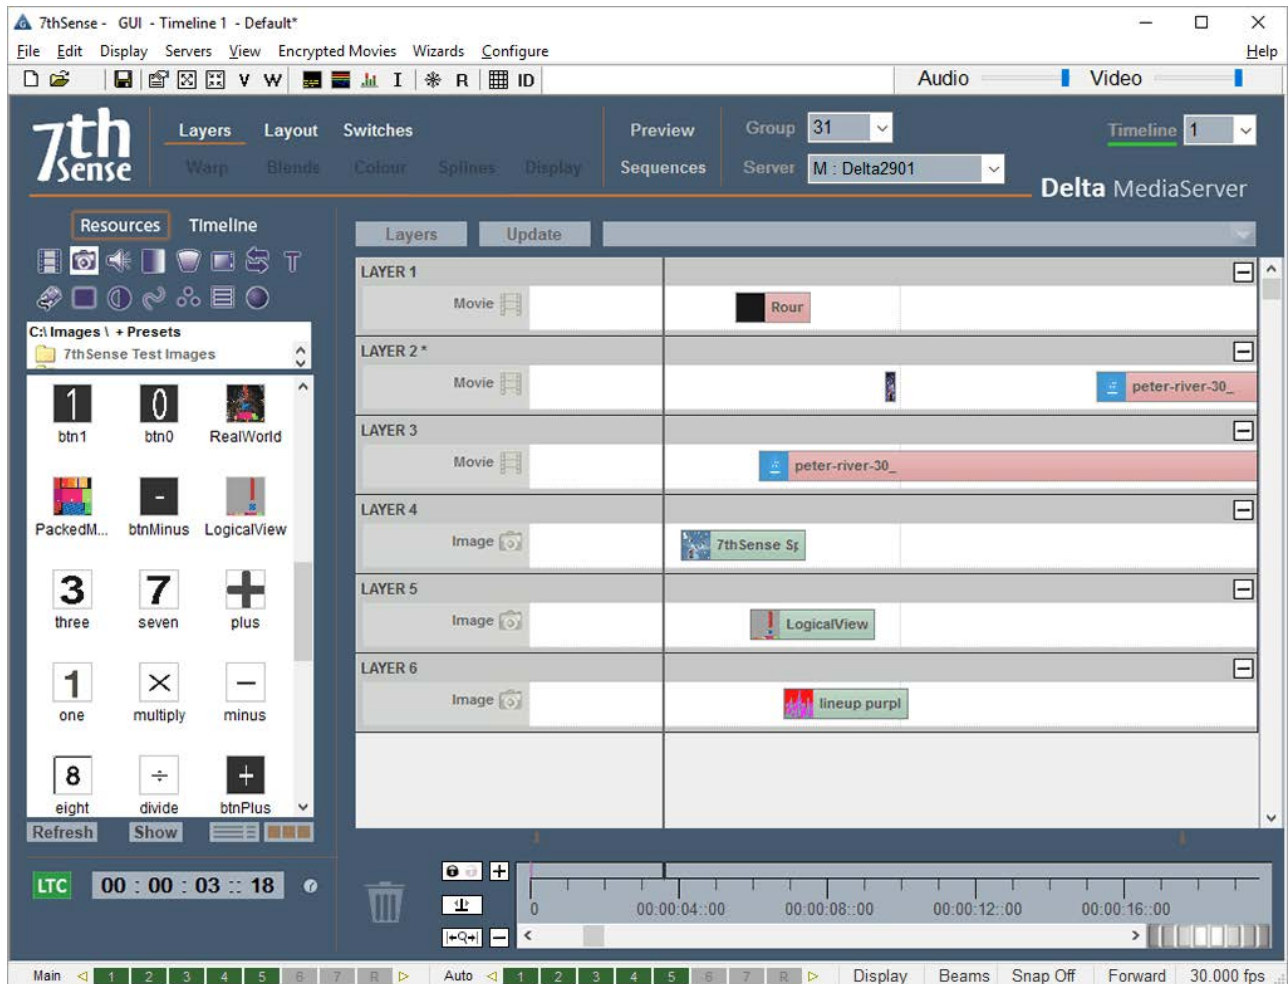 7thSense - GUI - Timeline 1 - Default*
File Edit Display Servers View Encrypted Movies Wizards Configure Help
V W I R ID Audio Video
7th Sense
Layers Layout Switches Preview Group 31 Timeline 1
Warp Blends Colour Splines Display Sequences Server M : Delta2901
Delta MediaServer
Resources Timeline
Layers Update
T
C:\ Images \ + Presets
7thSense Test Images
btn1 btn0 RealWorld
PackedM... btnMinus LogicalView
three seven plus
one multiply minus
eight divide btnPlus
Refresh Show
LAYER 1
Movie Rour
LAYER 2 *
Movie peter-river-30_
LAYER 3
Movie peter-river-30_
LAYER 4
Image 7thSense Sp
LAYER 5
Image LogicalView
LAYER 6
Image lineup purpl
LTC 00 : 00 : 03 :: 18
0 00:00:04::00 00:00:08::00 00:00:12::00 00:00:16::00
Main 1 2 3 4 5 6 7 R Auto 1 2 3 4 5 6 7 R Display Beams Snap Off Forward 30.000 fps